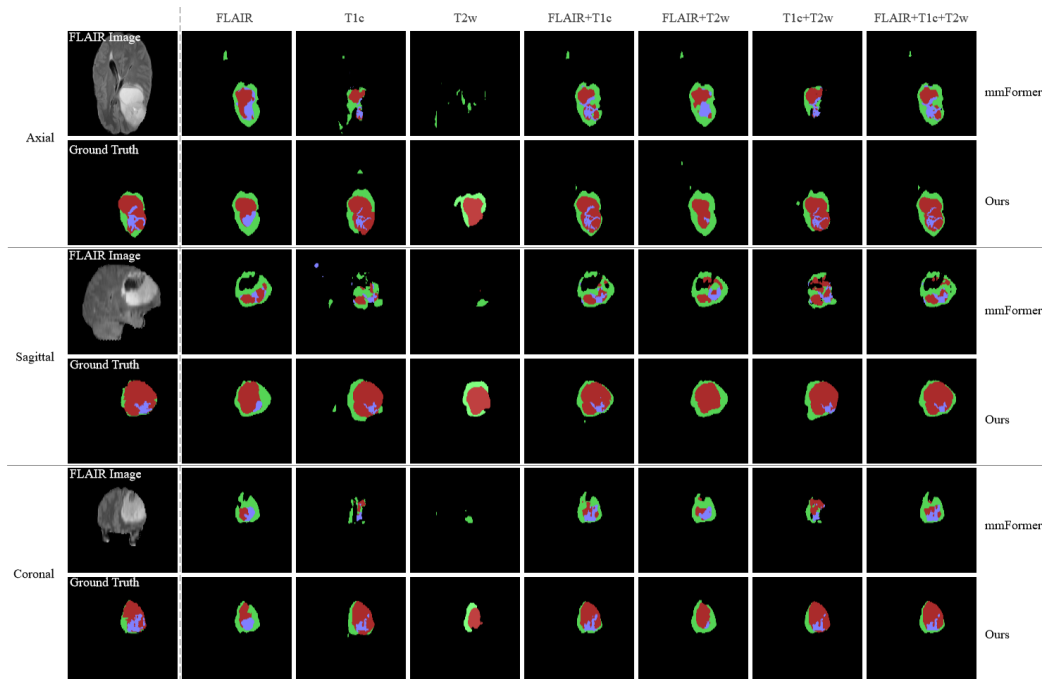 FLAIR T1c T2w FLAIR+T1c FLAIR+T2w T1c+T2w FLAIR+T1c+T2w
FLAIR Image
mmFormer
Axial
Ground Truth
Ours
FLAIR Image
mmFormer
Sagittal
Ground Truth
Ours
FLAIR Image
mmFormer
Coronal
Ground Truth
Ours